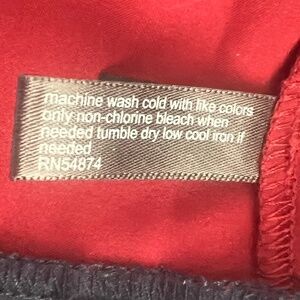 machine wash cold with like colors
only non-chlorine bleach when
needed tumble dry low cool iron if
needed
RN54874